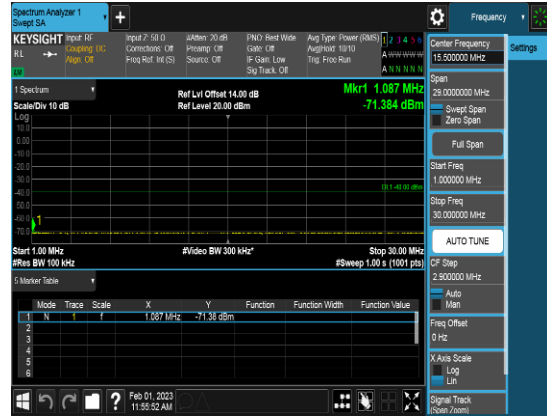 Spectrum Analyzer 1
Swept SA
+
Frequency
KEYSIGHT
Input: RF
Input Z: 50 Ω
#Atten: 20 dB
PNO: Best Wide
Avg Type: Power (RMS)
1 2 3 4 5 6
RL
Coupling: DC
Corrections: Off
Preamp: Off
Gate: Off
Avg|Hold: 10/10
Align: Off
Freq Ref: Int (S)
Source: Off
IF Gain: Low
Trig: Free Run
Sig Track: Off
A N N N N N
Center Frequency
15.500000 MHz
Settings
1 Spectrum
Ref Lvl Offset 14.00 dB
Mkr1 1.087 MHz
Scale/Div 10 dB
Ref Level 20.00 dBm
-71.384 dBm
Log
10.0
0.00
-10.0
-20.0
-30.0
-40.0
-50.0
-60.0
-70.0
1
DL1 -40.00 dBm
Start 1.00 MHz
#Video BW 300 kHz*
Stop 30.00 MHz
#Res BW 100 kHz
#Sweep 1.00 s (1001 pts)
Span
29.0000000 MHz
Swept Span
Zero Span
Full Span
Start Freq
1.000000 MHz
Stop Freq
30.000000 MHz
AUTO TUNE
CF Step
2.900000 MHz
Auto
Man
Freq Offset
0 Hz
X Axis Scale
Log
Lin
Signal Track
(Span Zoom)
5 Marker Table
Mode Trace Scale X Y Function Function Width Function Value
1 N 1 f 1.087 MHz -71.38 dBm
2
3
4
5
6
?
Feb 01, 2023
11:55:52 AM